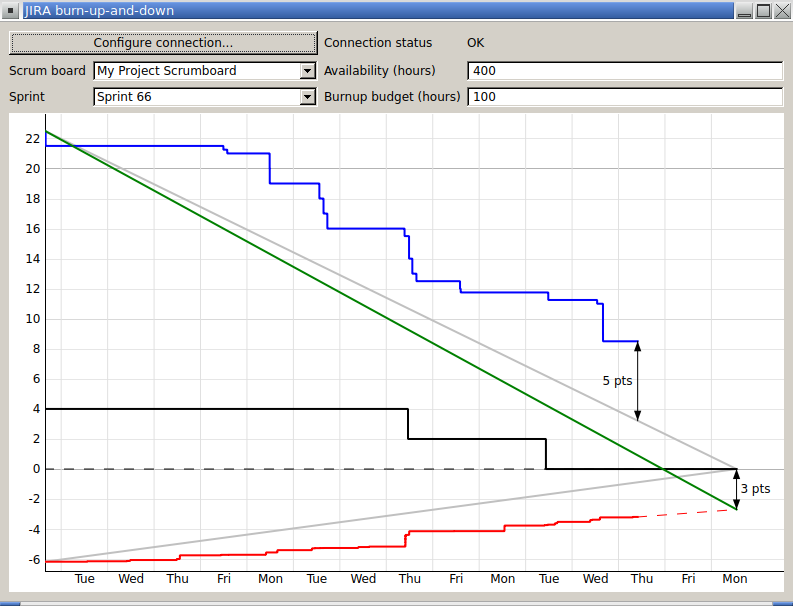 JIRA burn-up-and-down
Configure connection... Connection status OK
Scrum board My Project Scrumboard Availability (hours) 400
Sprint Sprint 66 Burnup budget (hours) 100
22
20
18
16
14
12
10
8
6
5 pts
4
2
0
3 pts
-2
-4
-6
Tue Wed Thu Fri Mon Tue Wed Thu Fri Mon Tue Wed Thu Fri Mon